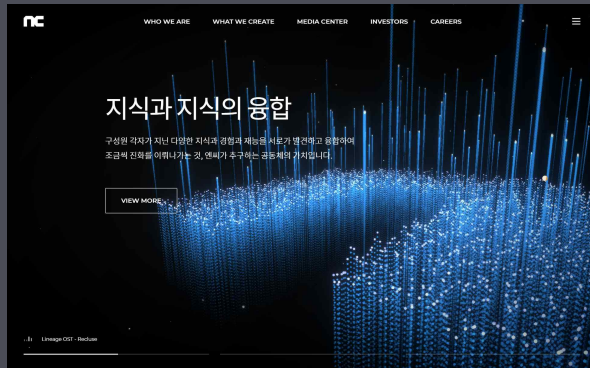 nc
WHO WE ARE
WHAT WE CREATE
MEDIA CENTER
INVESTORS
CAREERS
지식과 지식의 융합
구성원 각자가 지닌 다양한 지식과 경험과 재능을 서로가 발견하고 융합하여
조금씩 진화를 이뤄나가는 것, 엔씨가 추구하는 공동체의 가치입니다.
VIEW MORE
Lineage OST - Recluse